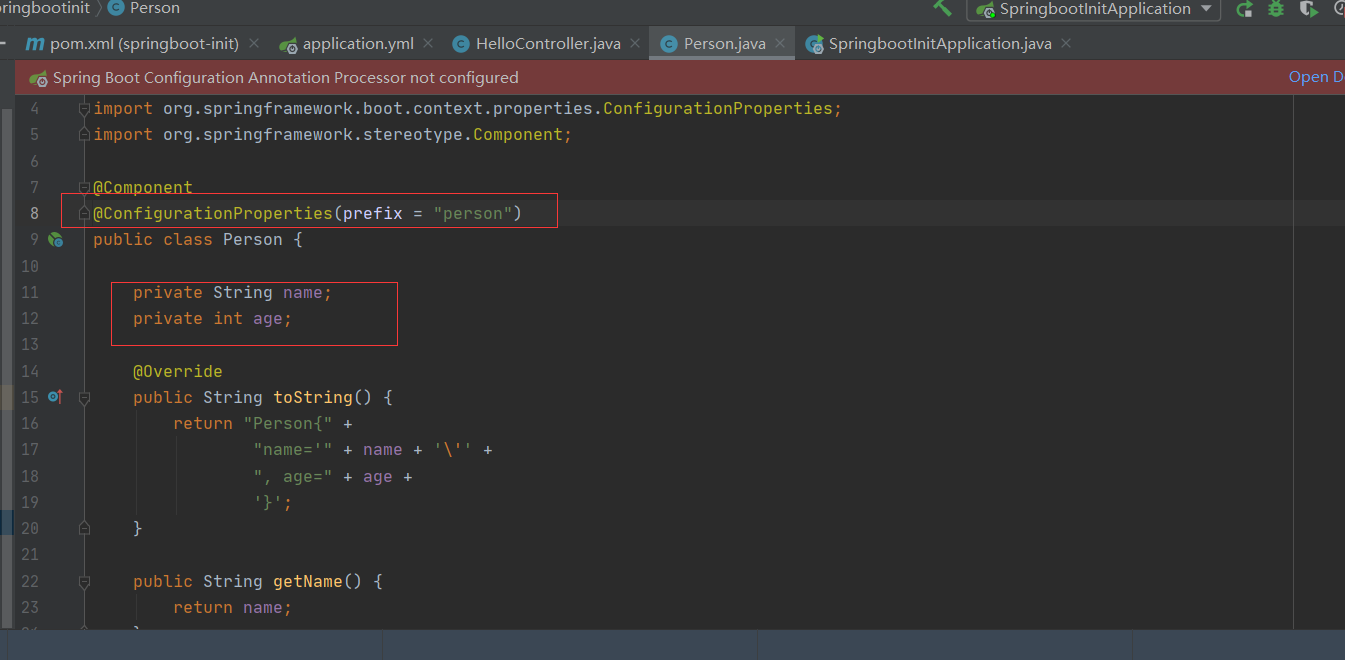 ringbootinit Person SpringbootInitApplication
pom.xml (springboot-init) application.yml HelloController.java Person.java SpringbootInitApplication.java
Spring Boot Configuration Annotation Processor not configured Open D
4 import org.springframework.boot.context.properties.ConfigurationProperties;
5 import org.springframework.stereotype.Component;
6
7 @Component
8 @ConfigurationProperties(prefix = "person")
9 public class Person {
10
11 private String name;
12 private int age;
13
14 @Override
15 public String toString() {
16 return "Person{" +
17 "name='" + name + '\'' +
18 ", age=" + age +
19 '}';
20 }
21
22 public String getName() {
23 return name;